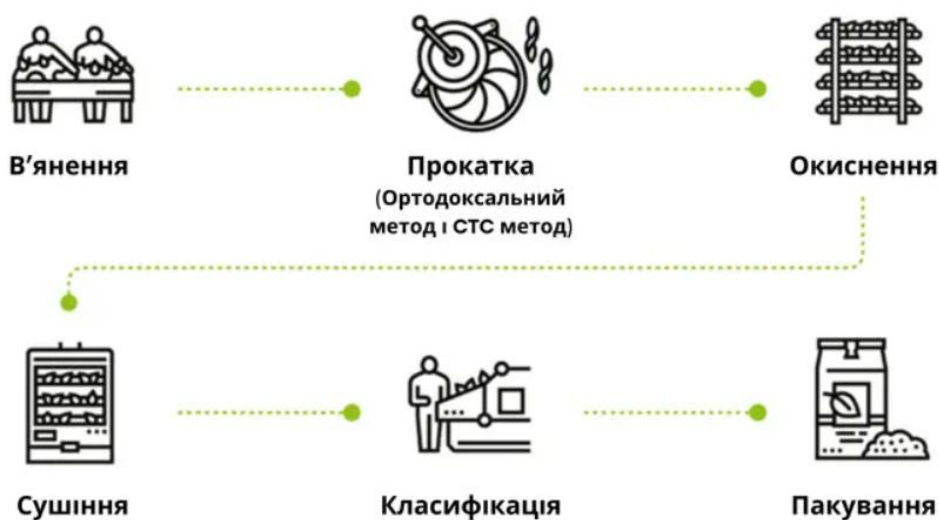 В'янення
Прокатка
(Ортодоксальний
метод і СТС метод)
Окиснення
Сушіння
Класифікація
Пакування